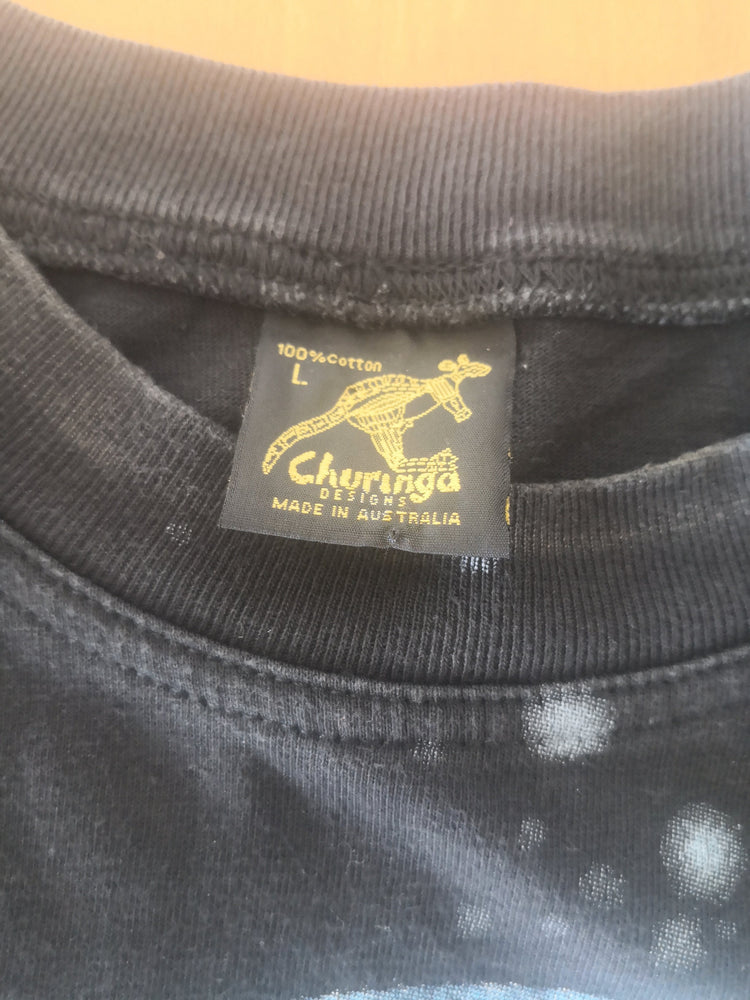 100% Cotton
L
Churinga
DESIGNS
MADE IN AUSTRALIA